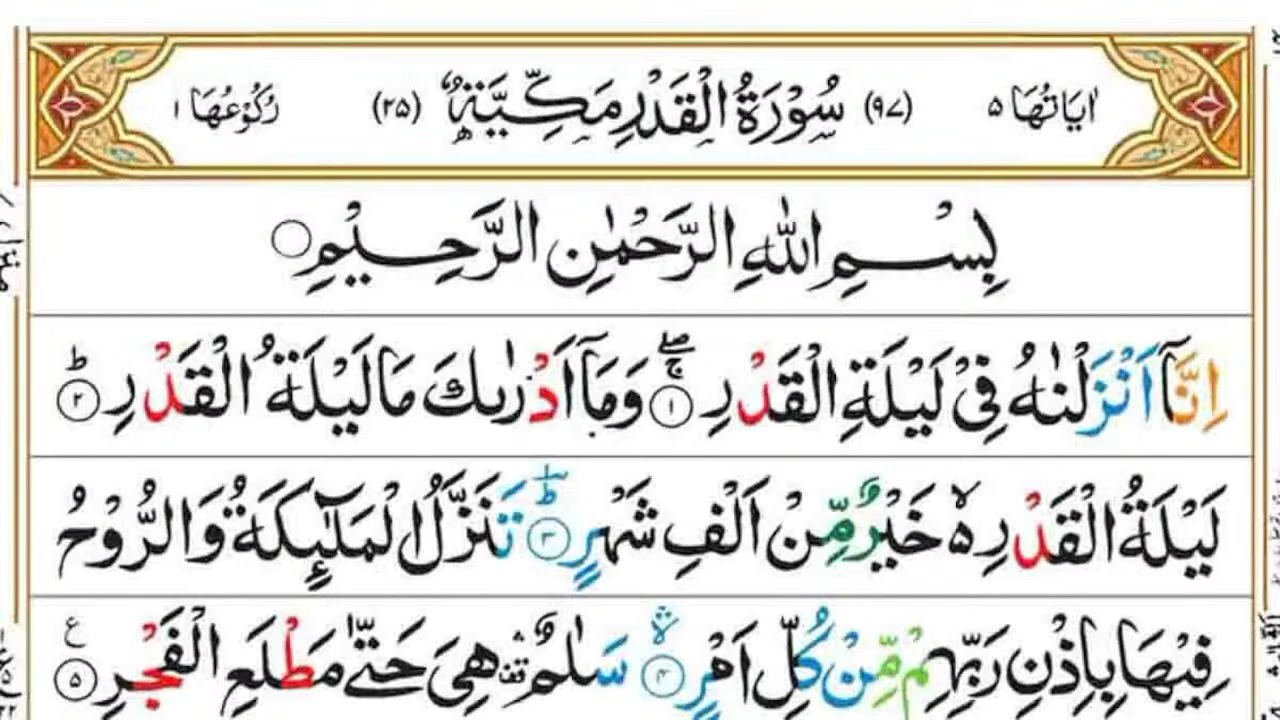 اٰيَاتُهَا ٥ (٩٧) سُوْرَةُ الْقَدْرِ مَكِّيَّةٌ (٢٥) رُكُوْعُهَا ١
بِسْمِ اللّٰهِ الرَّحْمٰنِ الرَّحِيْمِ
اِنَّاۤ اَنْزَلْنٰهُ فِىْ لَيْلَةِ الْقَدْرِ ۖۚ ١ وَمَاۤ اَدْرٰىكَ مَا لَيْلَةُ الْقَدْرِ ؕ ٢
لَيْلَةُ الْقَدْرِ ۙ خَيْرٌ مِّنْ اَلْفِ شَهْرٍ ؕ ٣ تَنَزَّلُ الْمَلٰٓئِكَةُ وَالرُّوْحُ
فِيْهَا بِاِذْنِ رَبِّهِمْ مِّنْ كُلِّ اَمْرٍ ۛ ٤ سَلٰمٌ ۛ هِىَ حَتّٰى مَطْلَعِ الْفَجْرِ ٥ ع